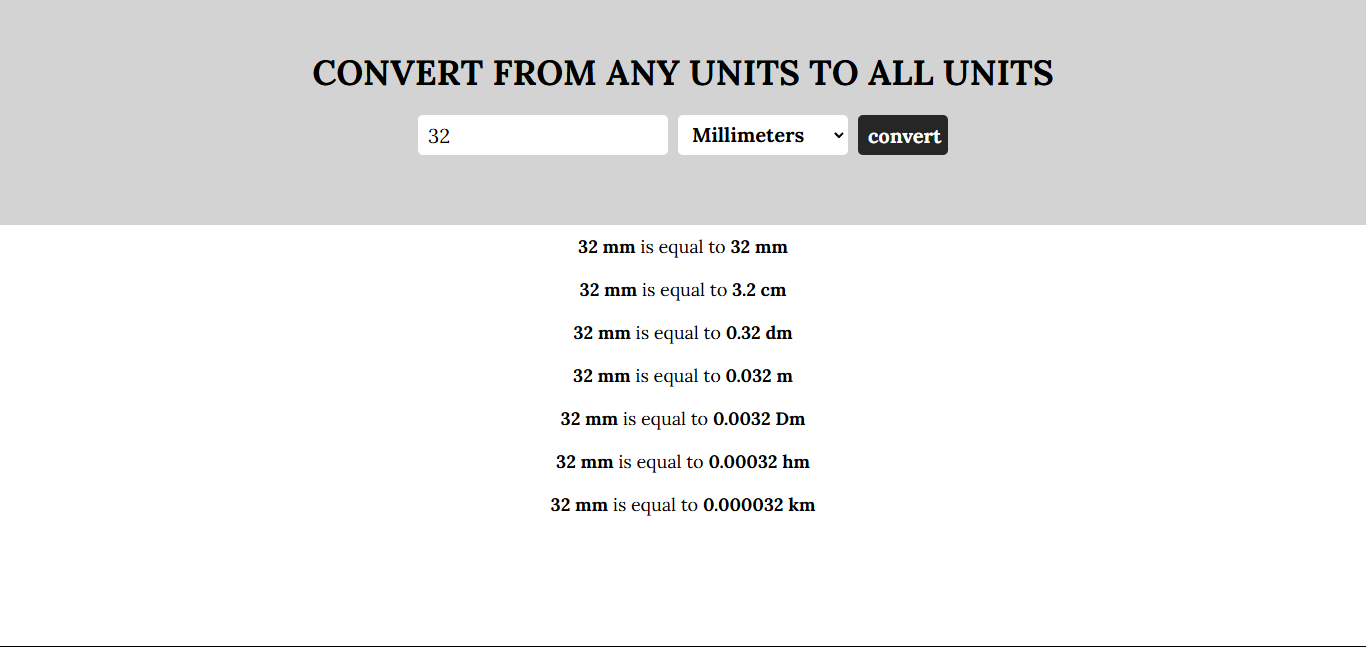 CONVERT FROM ANY UNITS TO ALL UNITS
32 Millimeters convert
32 mm is equal to 32 mm
32 mm is equal to 3.2 cm
32 mm is equal to 0.32 dm
32 mm is equal to 0.032 m
32 mm is equal to 0.0032 Dm
32 mm is equal to 0.00032 hm
32 mm is equal to 0.000032 km